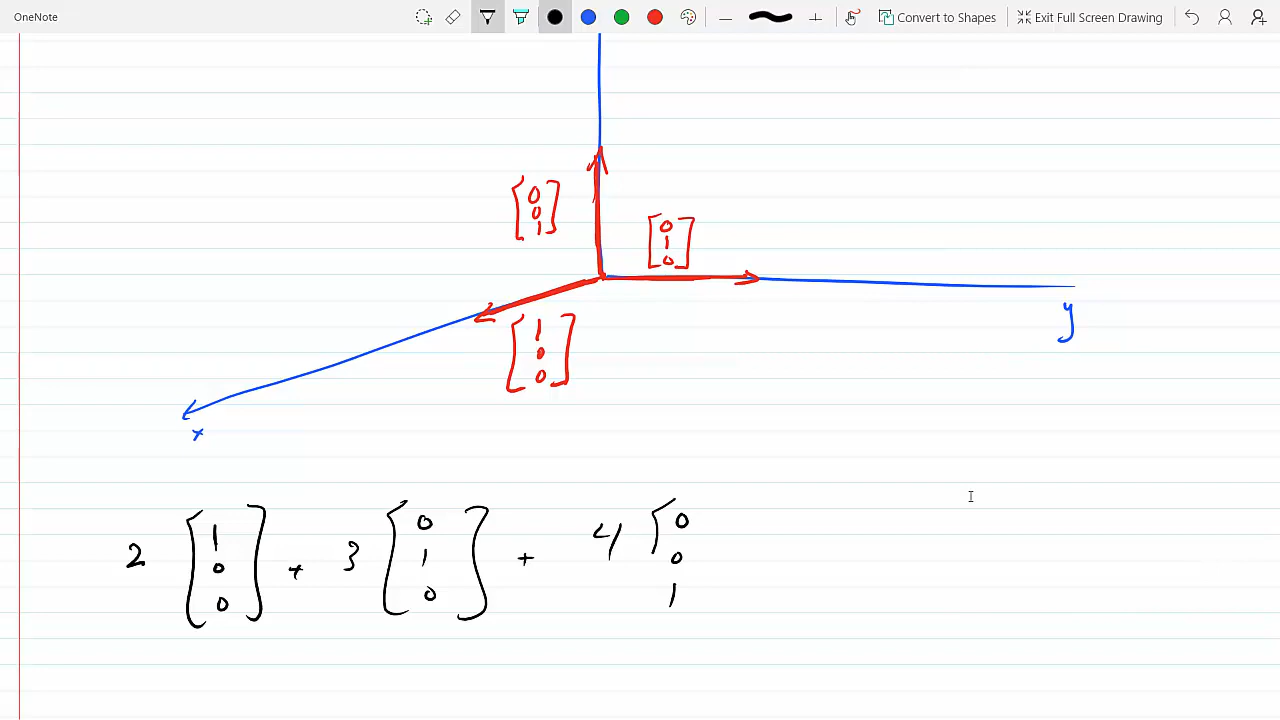 OneNote
Convert to Shapes
Exit Full Screen Drawing
[0
0
1]
[0
1
0]
y
[1
0
0]
x
2 [1 0 0] + 3 [0 1 0] + 4 [0 0 1